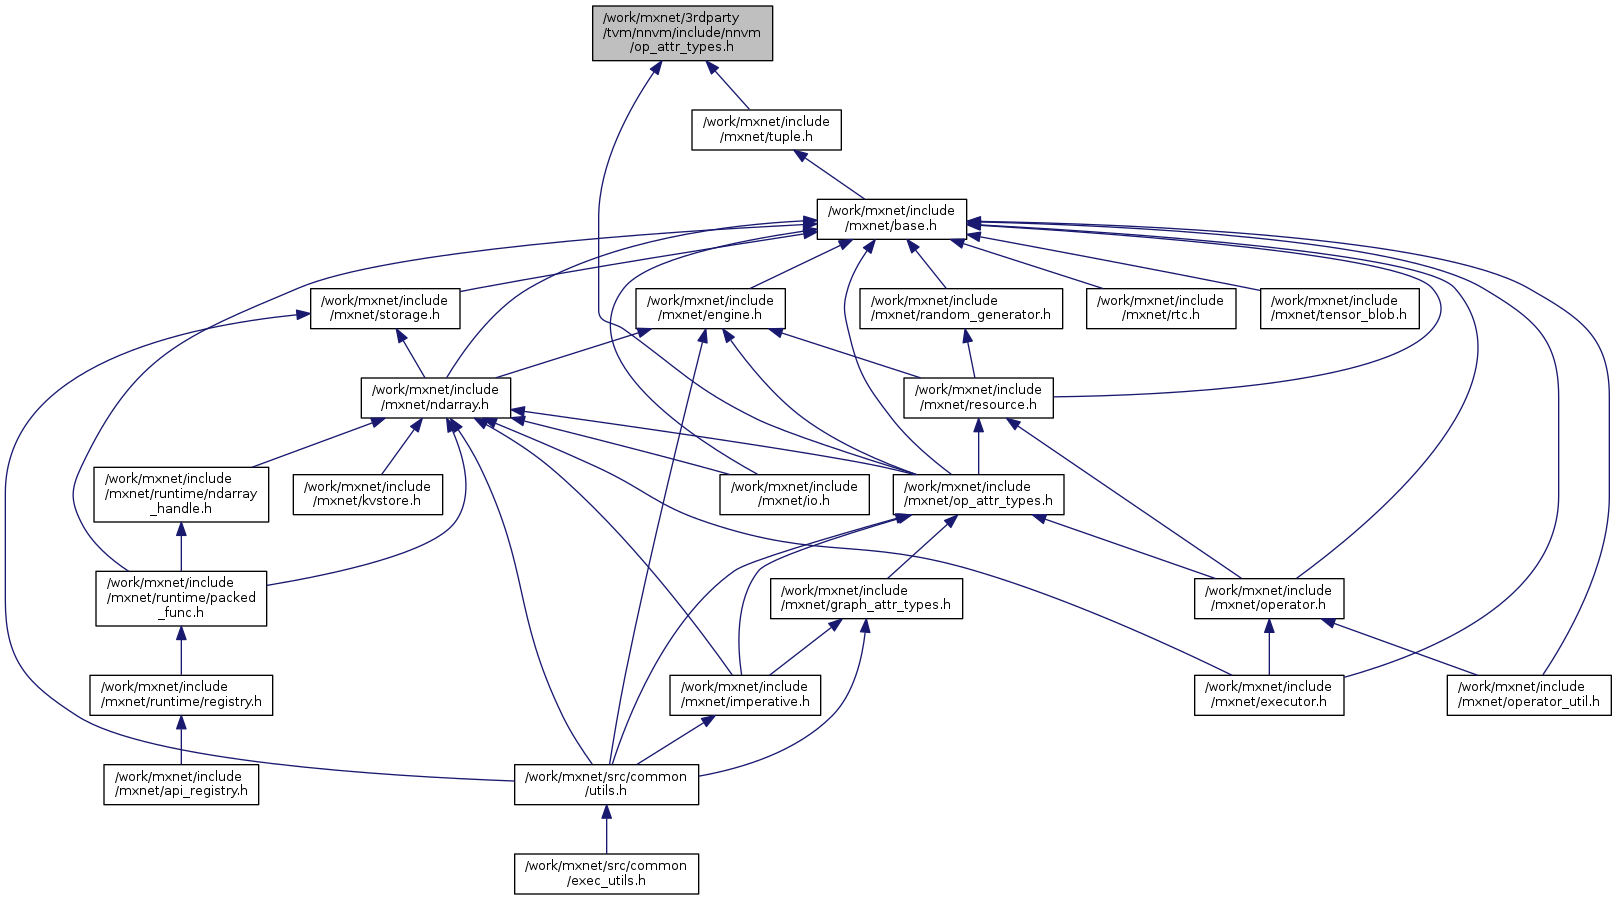 /work/mxnet/3rdparty
/tvm/nnvm/include/nnvm
/op_attr_types.h
/work/mxnet/include
/mxnet/tuple.h
/work/mxnet/include
/mxnet/base.h
/work/mxnet/include
/mxnet/storage.h
/work/mxnet/include
/mxnet/engine.h
/work/mxnet/include
/mxnet/random_generator.h
/work/mxnet/include
/mxnet/rtc.h
/work/mxnet/include
/mxnet/tensor_blob.h
/work/mxnet/include
/mxnet/ndarray.h
/work/mxnet/include
/mxnet/resource.h
/work/mxnet/include
/mxnet/runtime/ndarray
_handle.h
/work/mxnet/include
/mxnet/kvstore.h
/work/mxnet/include
/mxnet/io.h
/work/mxnet/include
/mxnet/op_attr_types.h
/work/mxnet/include
/mxnet/runtime/packed
_func.h
/work/mxnet/include
/mxnet/graph_attr_types.h
/work/mxnet/include
/mxnet/operator.h
/work/mxnet/include
/mxnet/runtime/registry.h
/work/mxnet/include
/mxnet/imperative.h
/work/mxnet/include
/mxnet/executor.h
/work/mxnet/include
/mxnet/operator_util.h
/work/mxnet/include
/mxnet/api_registry.h
/work/mxnet/src/common
/utils.h
/work/mxnet/src/common
/exec_utils.h